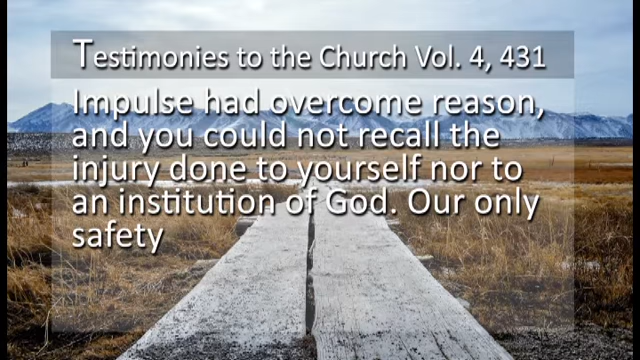 Testimonies to the Church Vol. 4, 431
Impulse had overcome reason,
and you could not recall the
injury done to yourself nor to
an institution of God. Our only
safety